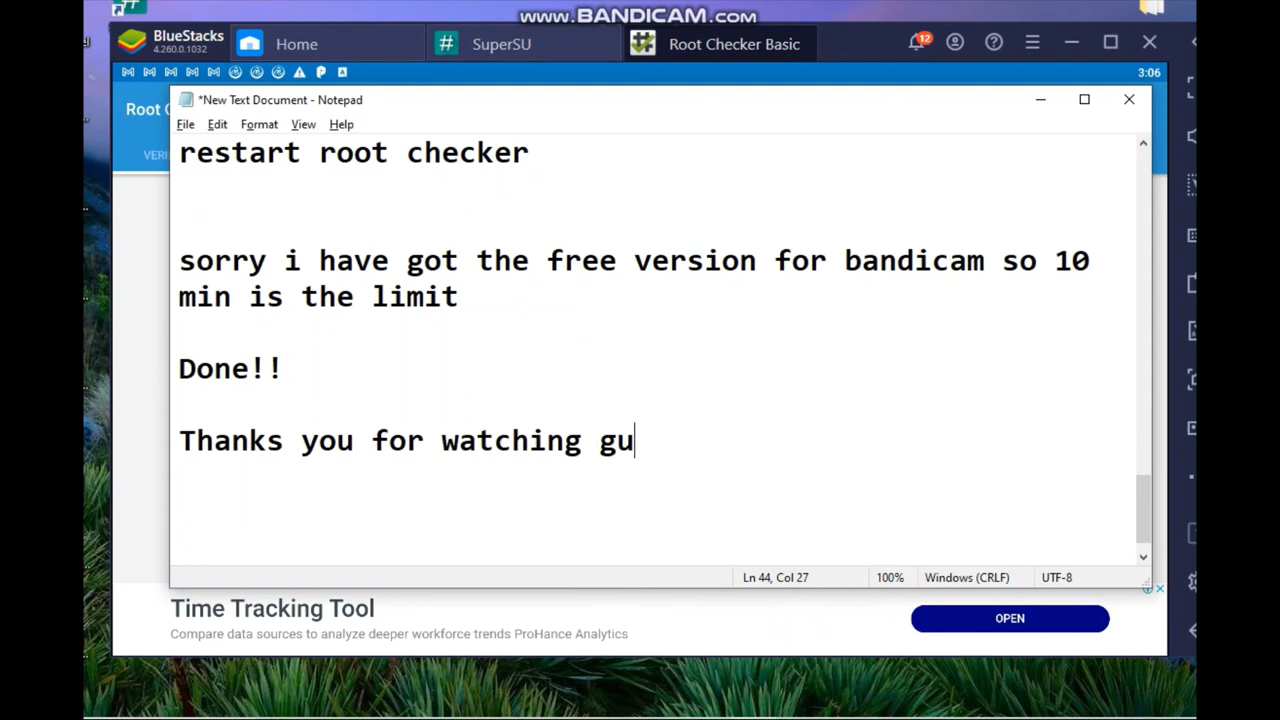 www.BANDICAM.com
BlueStacks
4.260.0.1032
Home
SuperSU
Root Checker Basic
12
3:06
Root C
VERI
*New Text Document - Notepad
File Edit Format View Help
restart root checker
sorry i have got the free version for bandicam so 10
min is the limit
Done!!
Thanks you for watching gu
Ln 44, Col 27 100% Windows (CRLF) UTF-8
Time Tracking Tool
Compare data sources to analyze deeper workforce trends ProHance Analytics
OPEN